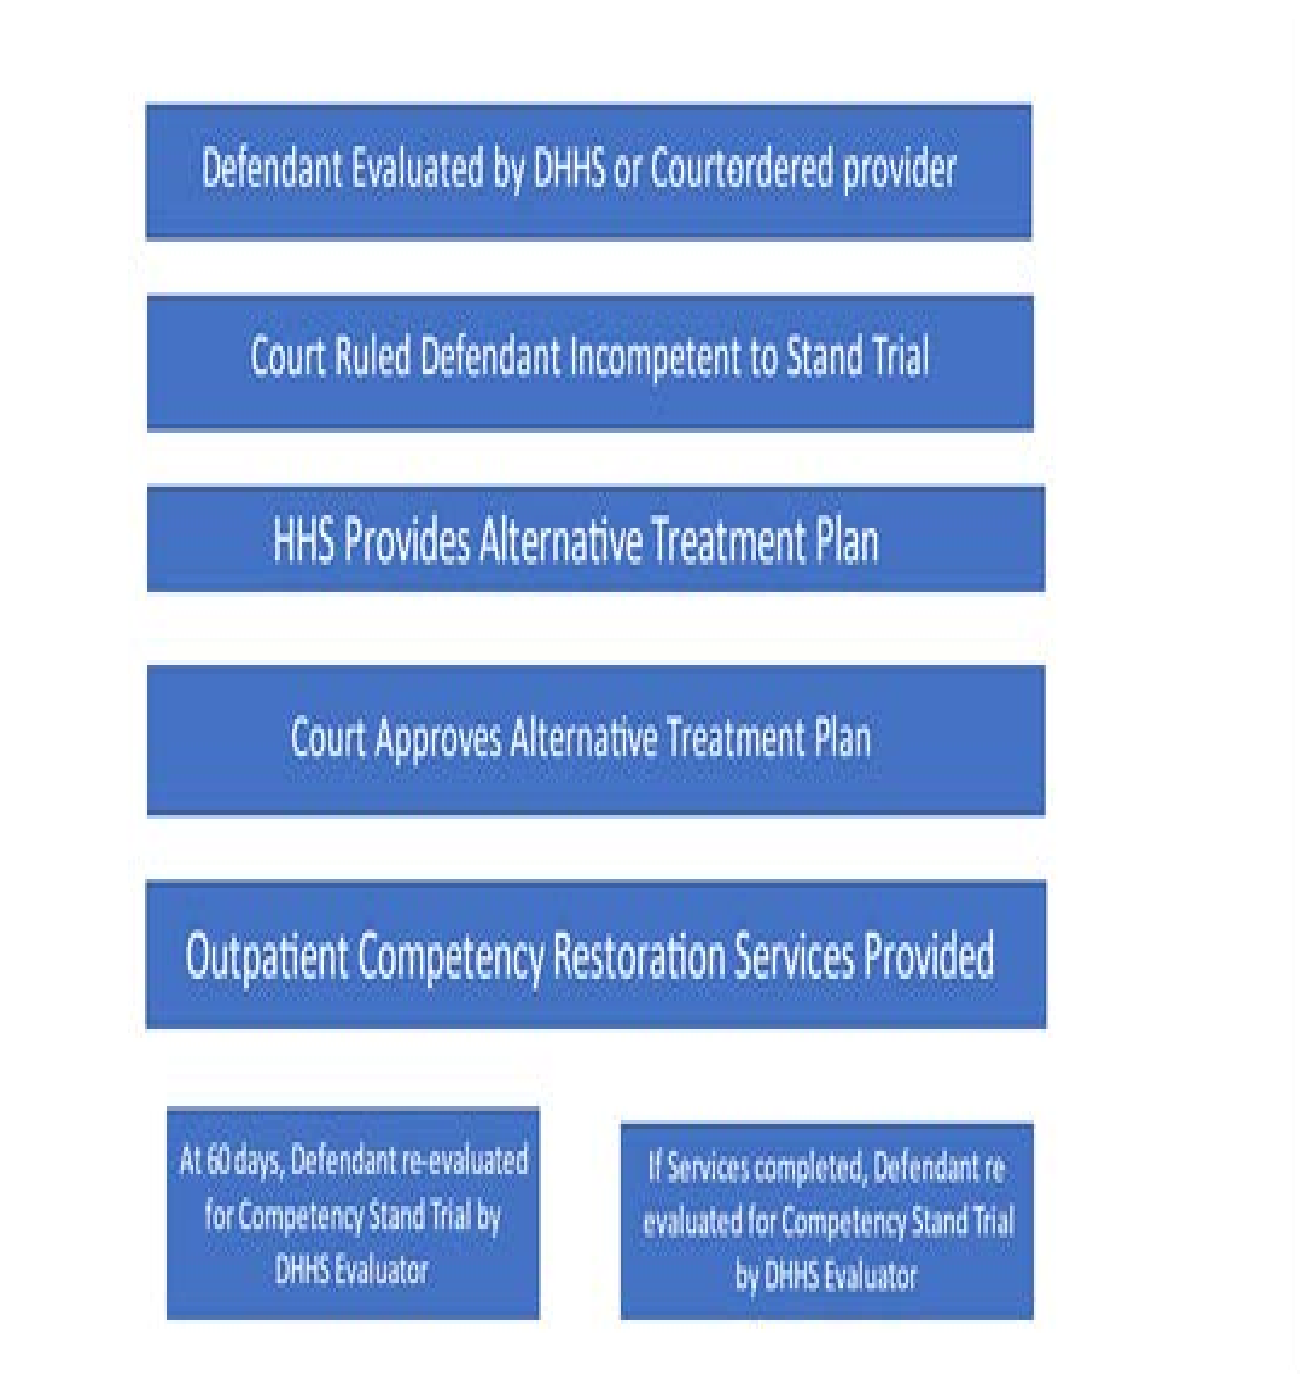 Defendant Evaluated by DHHS or Courtordered provider
Court Ruled Defendant Incompetent to Stand Trial
HHS Provides Alternative Treatment Plan
Court Approves Alternative Treatment Plan
Outpatient Competency Restoration Services Provided
At 60 days, Defendant re-evaluated
for Competency Stand Trial by
DHHS Evaluator
If Services completed, Defendant re
evaluated for Competency Stand Trial
by DHHS Evaluator